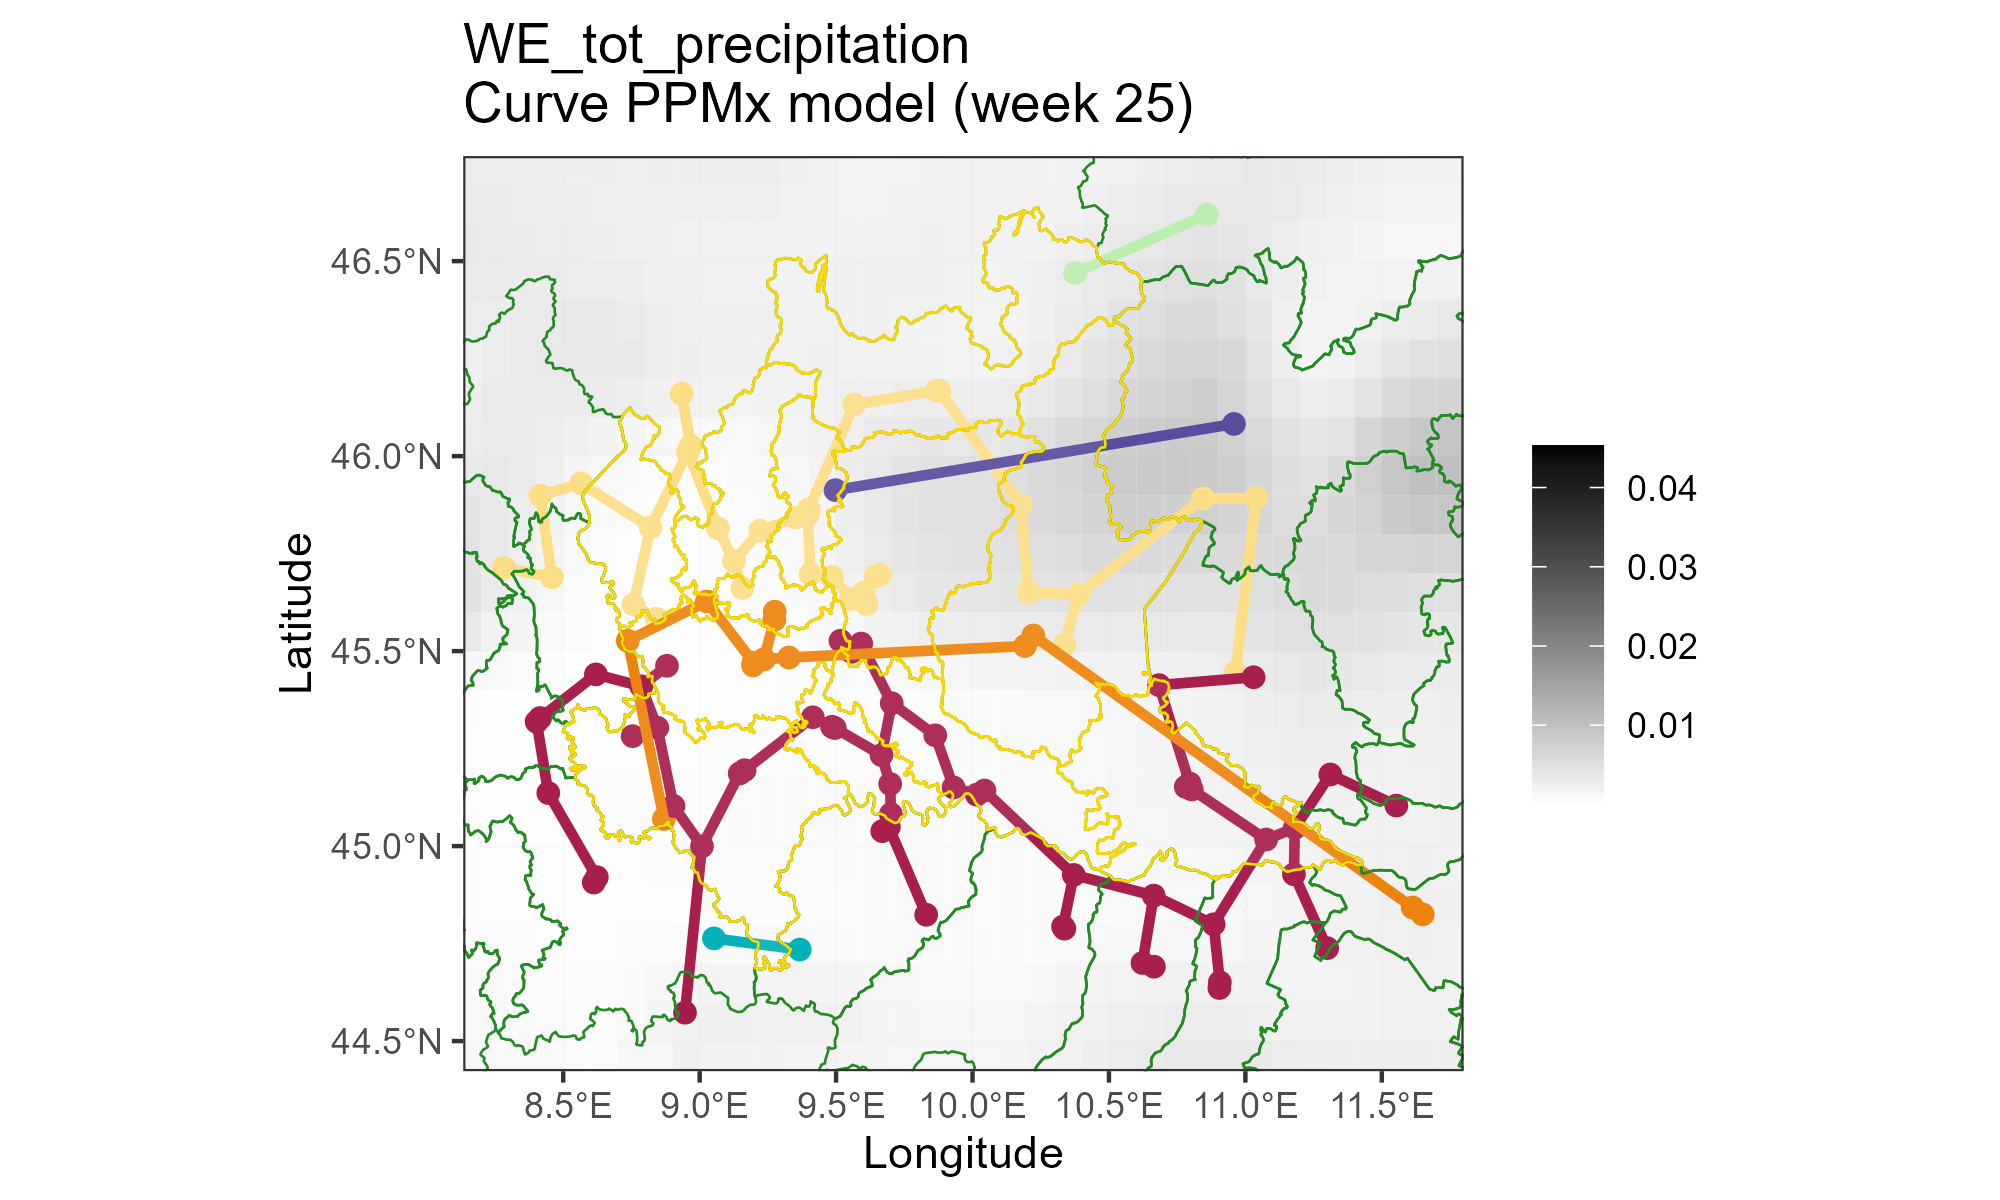 WE_tot_precipitation
Curve PPMx model (week 25)
46.5°N
46.0°N
45.5°N
45.0°N
44.5°N
Latitude
8.5°E
9.0°E
9.5°E
10.0°E
10.5°E
11.0°E
11.5°E
Longitude
0.04
0.03
0.02
0.01